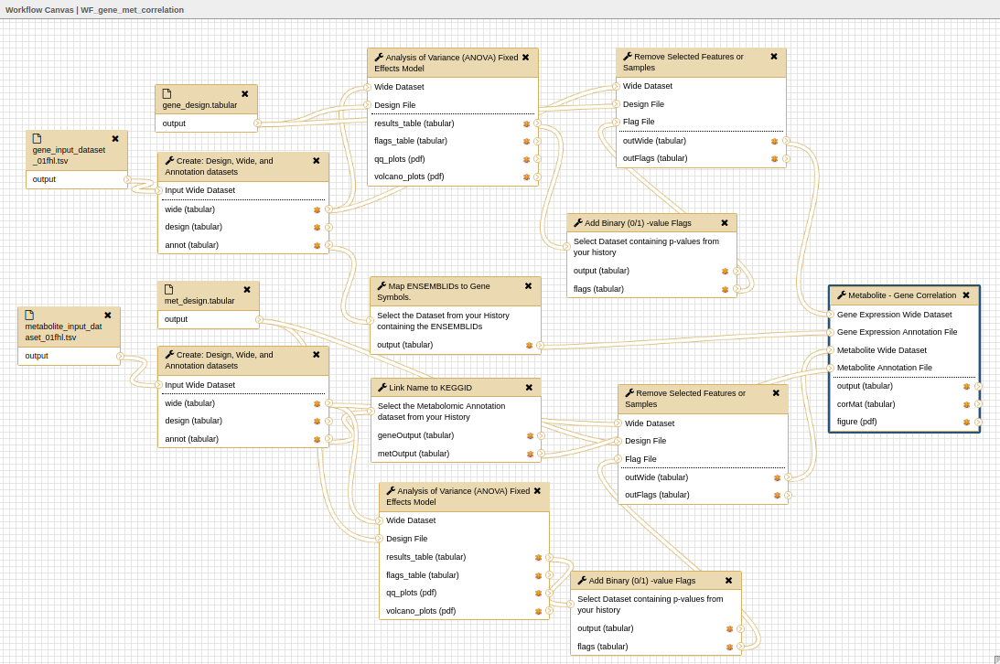 Workflow Canvas | WF_gene_met_correlation
gene_input_dataset
_01fhl.tsv
output
gene_design.tabular
output
Create: Design, Wide, and
Annotation datasets
Input Wide Dataset
wide (tabular)
design (tabular)
annot (tabular)
Analysis of Variance (ANOVA) Fixed
Effects Model
Wide Dataset
Design File
results_table (tabular)
flags_table (tabular)
qq_plots (pdf)
volcano_plots (pdf)
Remove Selected Features or
Samples
Wide Dataset
Design File
Flag File
outWide (tabular)
outFlags (tabular)
Add Binary (0/1) -value Flags
Select Dataset containing p-values from
your history
output (tabular)
flags (tabular)
metabolite_input_dat
aset_01fhl.tsv
output
met_design.tabular
output
Create: Design, Wide, and
Annotation datasets
Input Wide Dataset
wide (tabular)
design (tabular)
annot (tabular)
Map ENSEMBLIDs to Gene
Symbols.
Select the Dataset from your History
containing the ENSEMBLIDs
output (tabular)
Link Name to KEGGID
Select the Metabolomic Annotation
dataset from your History
geneOutput (tabular)
metOutput (tabular)
Analysis of Variance (ANOVA) Fixed
Effects Model
Wide Dataset
Design File
results_table (tabular)
flags_table (tabular)
qq_plots (pdf)
volcano_plots (pdf)
Remove Selected Features or
Samples
Wide Dataset
Design File
Flag File
outWide (tabular)
outFlags (tabular)
Add Binary (0/1) -value Flags
Select Dataset containing p-values from
your history
output (tabular)
flags (tabular)
Metabolite - Gene Correlation
Gene Expression Wide Dataset
Gene Expression Annotation File
Metabolite Wide Dataset
Metabolite Annotation File
output (tabular)
corMat (tabular)
figure (pdf)